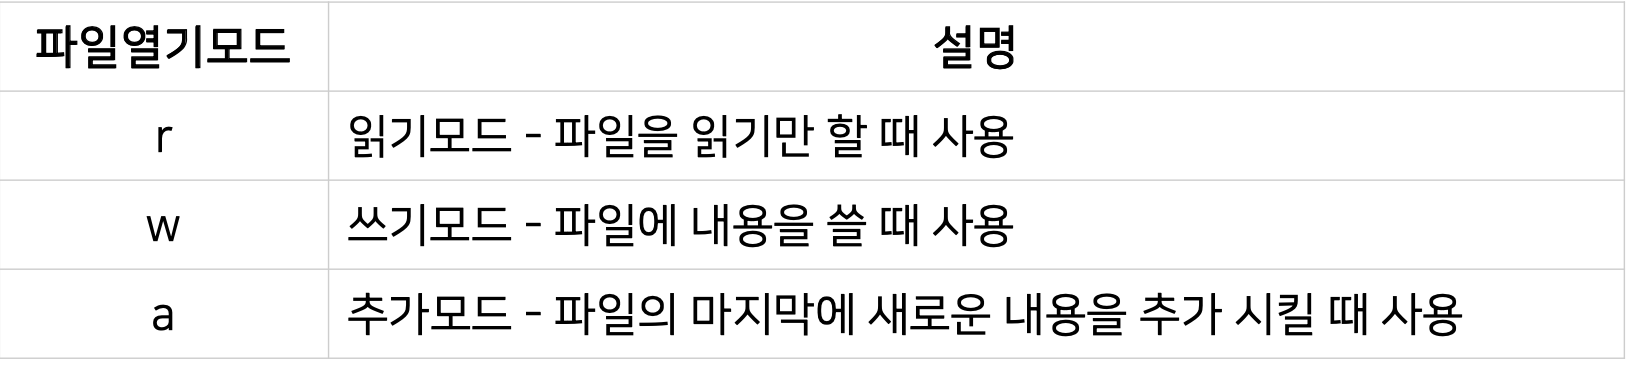 파일열기모드 설명
r 읽기모드 - 파일을 읽기만 할 때 사용
w 쓰기모드 - 파일에 내용을 쓸 때 사용
a 추가모드 - 파일의 마지막에 새로운 내용을 추가 시킬 때 사용